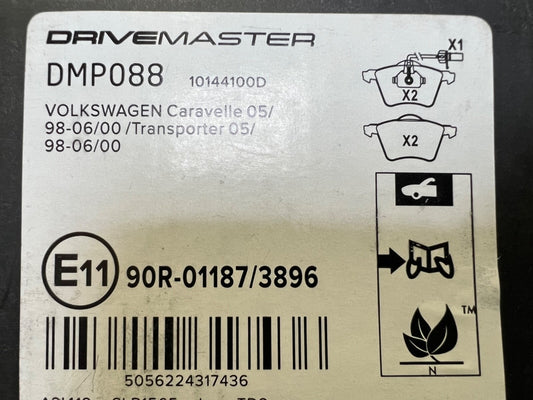 DRIVEMASTER
DMP088 10144100D
VOLKSWAGEN Caravelle 05/
98-06/00 /Transporter 05/
98-06/00
X1
X2
X2
E11 90R-01187/3896
TM
N
5056224317436